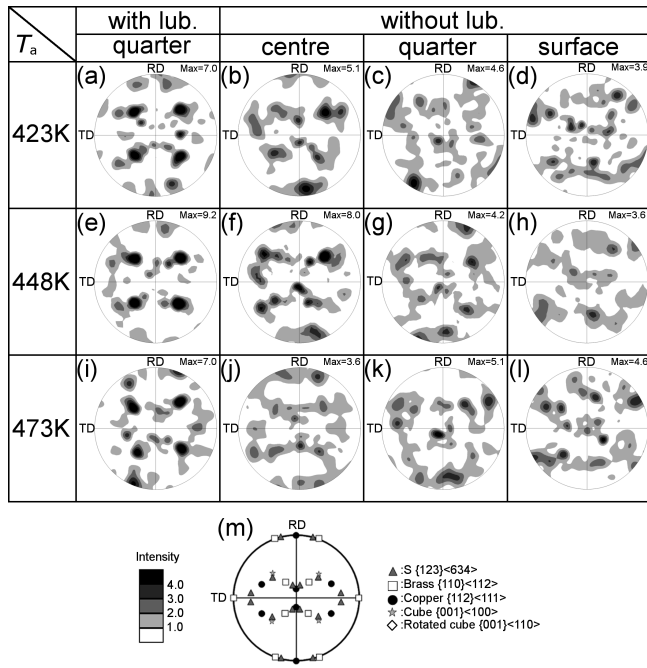 with lub. without lub.
Tₐ quarter centre quarter surface
(a) RD Max=7.0 (b) RD Max=5.1 (c) RD Max=4.6 (d) RD Max=3.9
423K TD TD TD TD
(e) RD Max=9.2 (f) RD Max=8.0 (g) RD Max=4.2 (h) RD Max=3.6
448K TD TD TD TD
(i) RD Max=7.0 (j) RD Max=3.6 (k) RD Max=5.1 (l) RD Max=4.6
473K TD TD TD TD
(m) RD
TD
Intensity
4.0
3.0
2.0
1.0
:S {123}<634>
:Brass {110}<112>
:Copper {112}<111>
:Cube {001}<100>
:Rotated cube {001}<110>